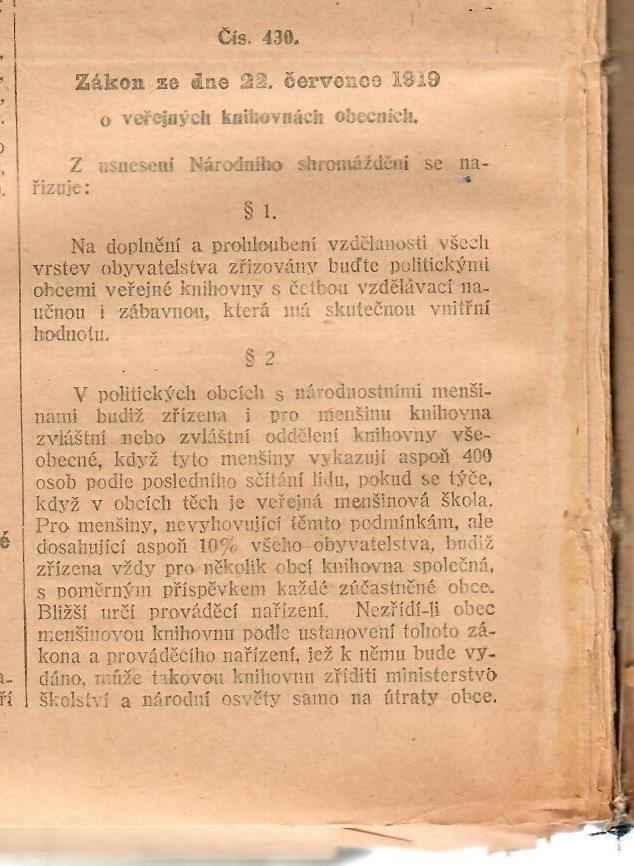 Čís. 430.
Zákon ze dne 22. července 1919
o veřejných knihovnách obecních.
Z usnesení Národního shromáždění se na-
řizuje:
§ 1.
Na doplnění a prohloubení vzdělanosti všech
vrstev obyvatelstva zřizovány buďte politickými
obcemi veřejné knihovny s četbou vzdělávací na-
učnou i zábavnou, která má skutečnou vnitřní
hodnotu.
§ 2
V politických obcích s národnostními menši-
nami budiž zřízena i pro menšinu knihovna
zvláštní nebo zvláštní oddělení knihovny vše-
obecné, když tyto menšiny vykazují aspoň 400
osob podle posledního sčítání lidu, pokud se týče,
když v obcích těch je veřejná menšinová škola.
Pro menšiny, nevyhovující těmto podmínkám, ale
dosahující aspoň 10% všeho obyvatelstva, budiž
zřízena vždy pro několik obcí knihovna společná,
s poměrným příspěvkem každé zúčastněné obce.
Bližší určí prováděcí nařízení. Nezřídí-li obec
menšinovou knihovnu podle ustanovení tohoto zá-
kona a prováděcího nařízení, jež k němu bude vy-
dáno, může takovou knihovnu zříditi ministerstvo
školství a národní osvěty samo na útraty obce.